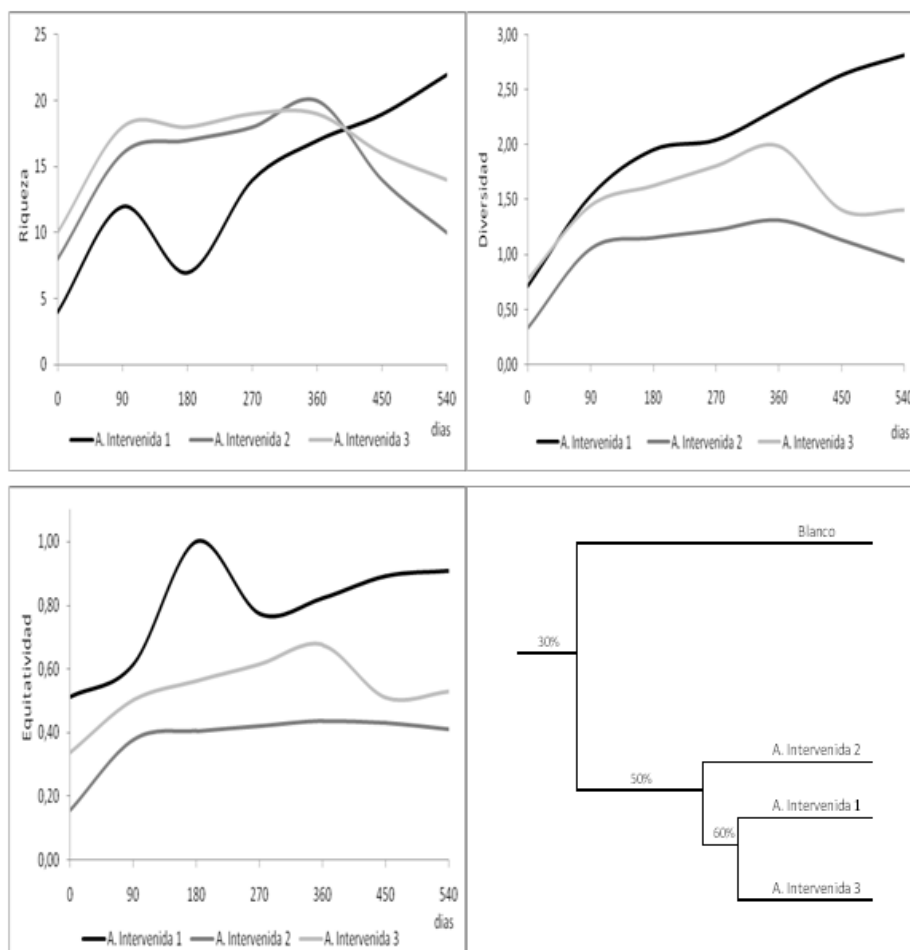 25
20
15
10
5
0
Riqueza
0 90 180 270 360 450 540
dias
A. Intervenida 1 A. Intervenida 2 A. Intervenida 3
3,00
2,50
2,00
1,50
1,00
0,50
0,00
Diversidad
0 90 180 270 360 450 540
dias
A. Intervenida 1 A. Intervenida 2 A. Intervenida 3
1,00
0,80
0,60
0,40
0,20
0,00
Equitatividad
0 90 180 270 360 450 540
dias
A. Intervenida 1 A. Intervenida 2 A. Intervenida 3
Blanco
30%
A. Intervenida 2
50%
A. Intervenida 1
60%
A. Intervenida 3